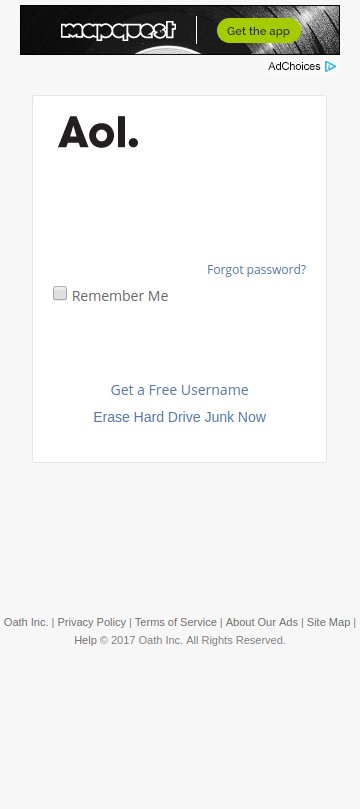 mapquest
Get the app
AdChoices
Aol.
Forgot password?
Remember Me
Get a Free Username
Erase Hard Drive Junk Now
Oath Inc. | Privacy Policy | Terms of Service | About Our Ads | Site Map |
Help © 2017 Oath Inc. All Rights Reserved.